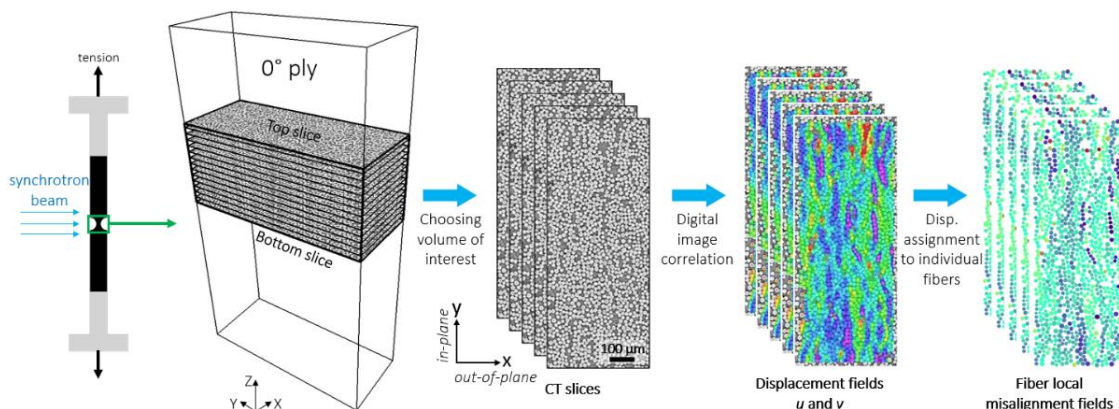 tension
synchrotron
beam
0° ply
Top slice
Bottom slice
Z
Y
X
Choosing
volume of
interest
y
in-plane
x
out-of-plane
100 µm
CT slices
Digital
image
correlation
Displacement fields
u and v
Disp.
assignment
to individual
fibers
Fiber local
misalignment fields